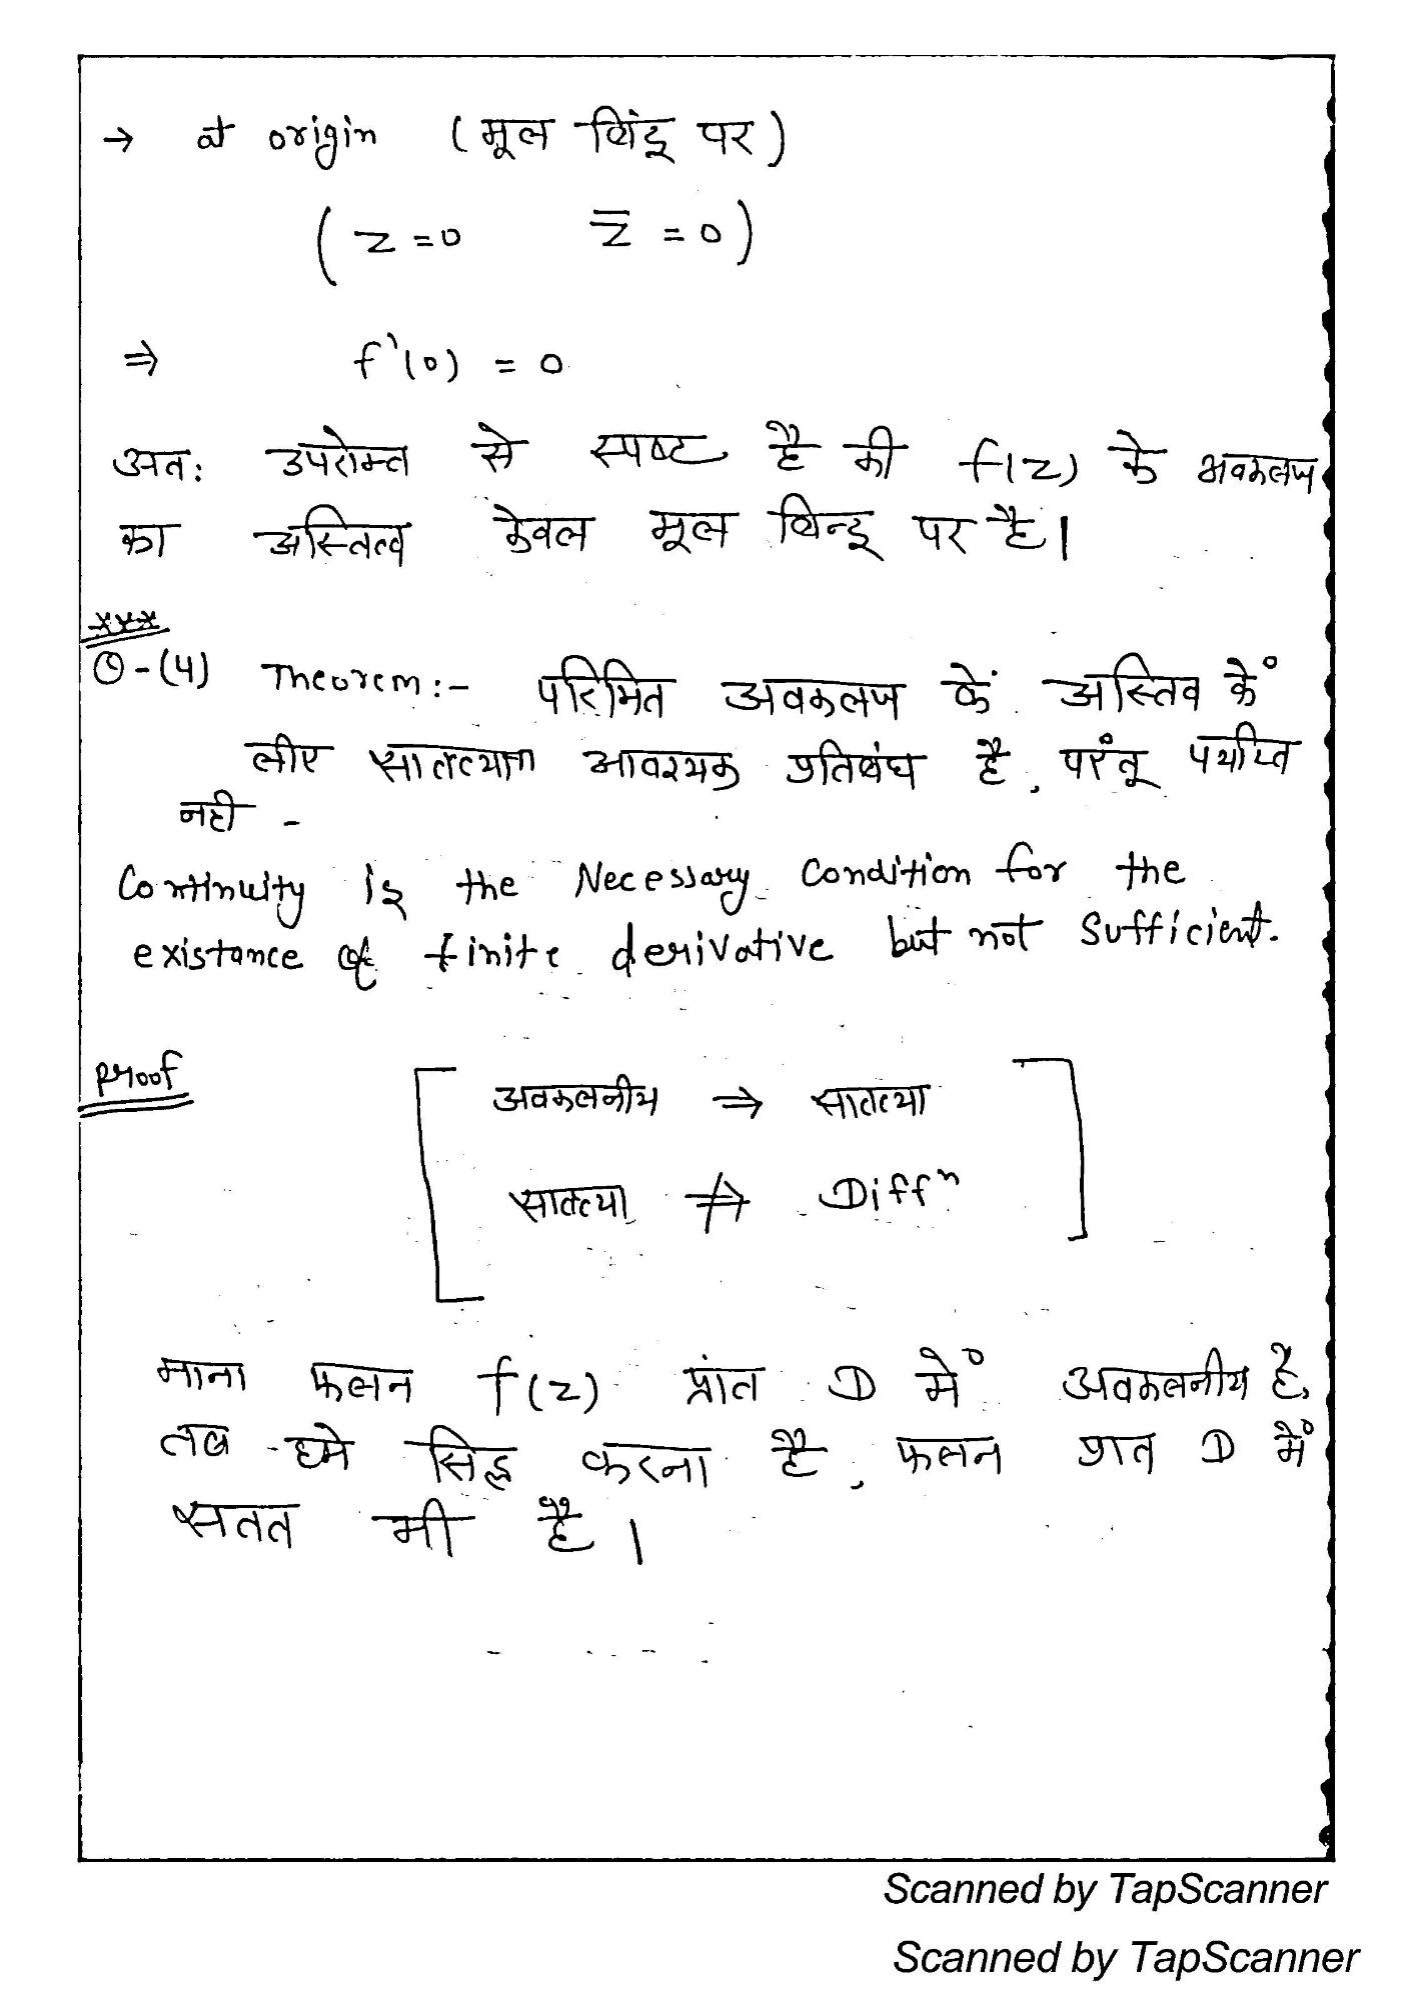 → at origin (मूल बिंदू पर)
( z = 0 z̅ = 0 )
⇒ f'(0) = 0
अतः उपरोक्त से स्पष्ट है की f(z) के अवकलज
का अस्तित्व केवल मूल बिन्दू पर है।
***
Q-(4) Theorem:- परिमित अवकलज कें अस्तिव कें
लीए सातत्यता आवश्यक प्रतिबंध है, परंतू पर्याप्त
नही -
Continuity is the Necessary Condition for the
existance of finite derivative but not Sufficient.
Proof
[ अवकलनीय ⇒ सातत्या ]
सातत्या ⇏ Diffⁿ
माना फलन f(z) प्रांत D में अवकलनीय है,
तब हमे सिद्ध करना है, फलन प्रात D में
सतत भी है।
Scanned by TapScanner
Scanned by TapScanner